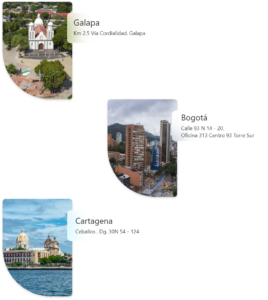 Galapa
Km 2.5 Vía Cordialidad, Galapa
Bogotá
Calle 93 N 14 - 20,
Oficina 313 Centro 93 Torre Sur
Cartagena
Ceballos , Dg. 30N 54 - 124